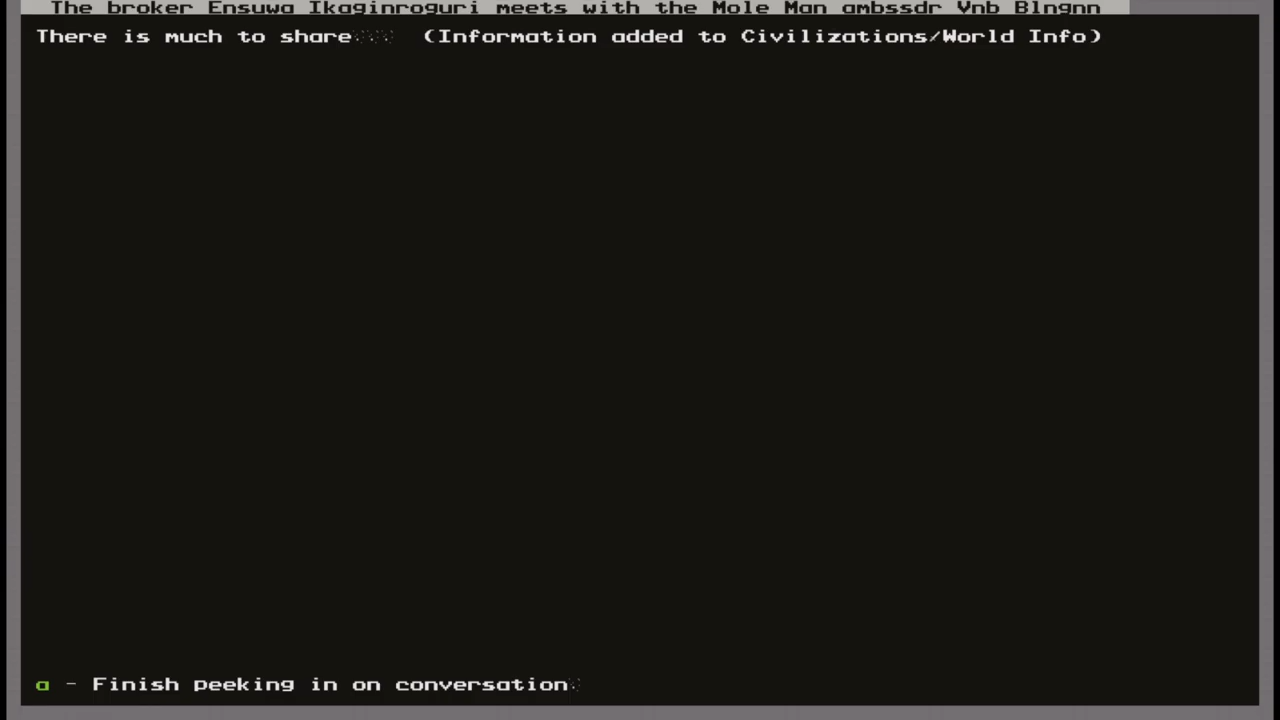 The broker Ensuwa Ikaginroguri meets with the Mole Man ambssdr Vnb Blngnn
There is much to share... (Information added to Civilizations/World Info)
a - Finish peeking in on conversation.